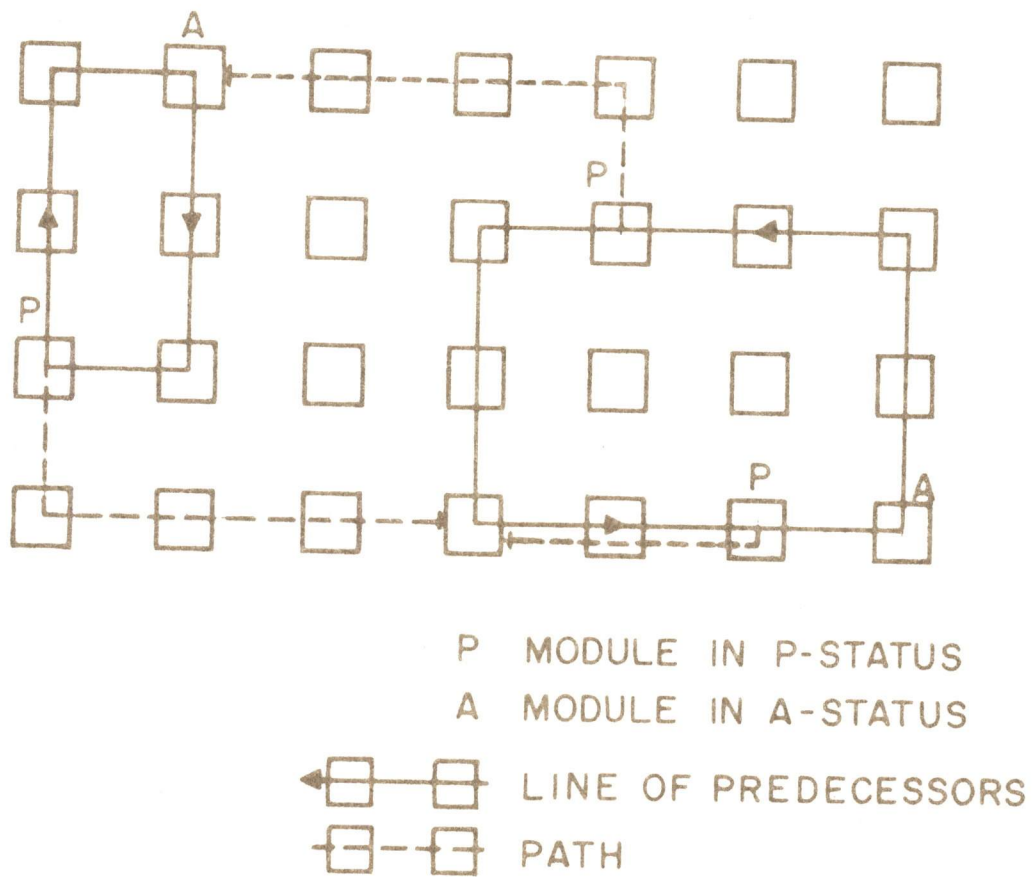 A
P
P
P
A
P MODULE IN P-STATUS
A MODULE IN A-STATUS
LINE OF PREDECESSORS
PATH